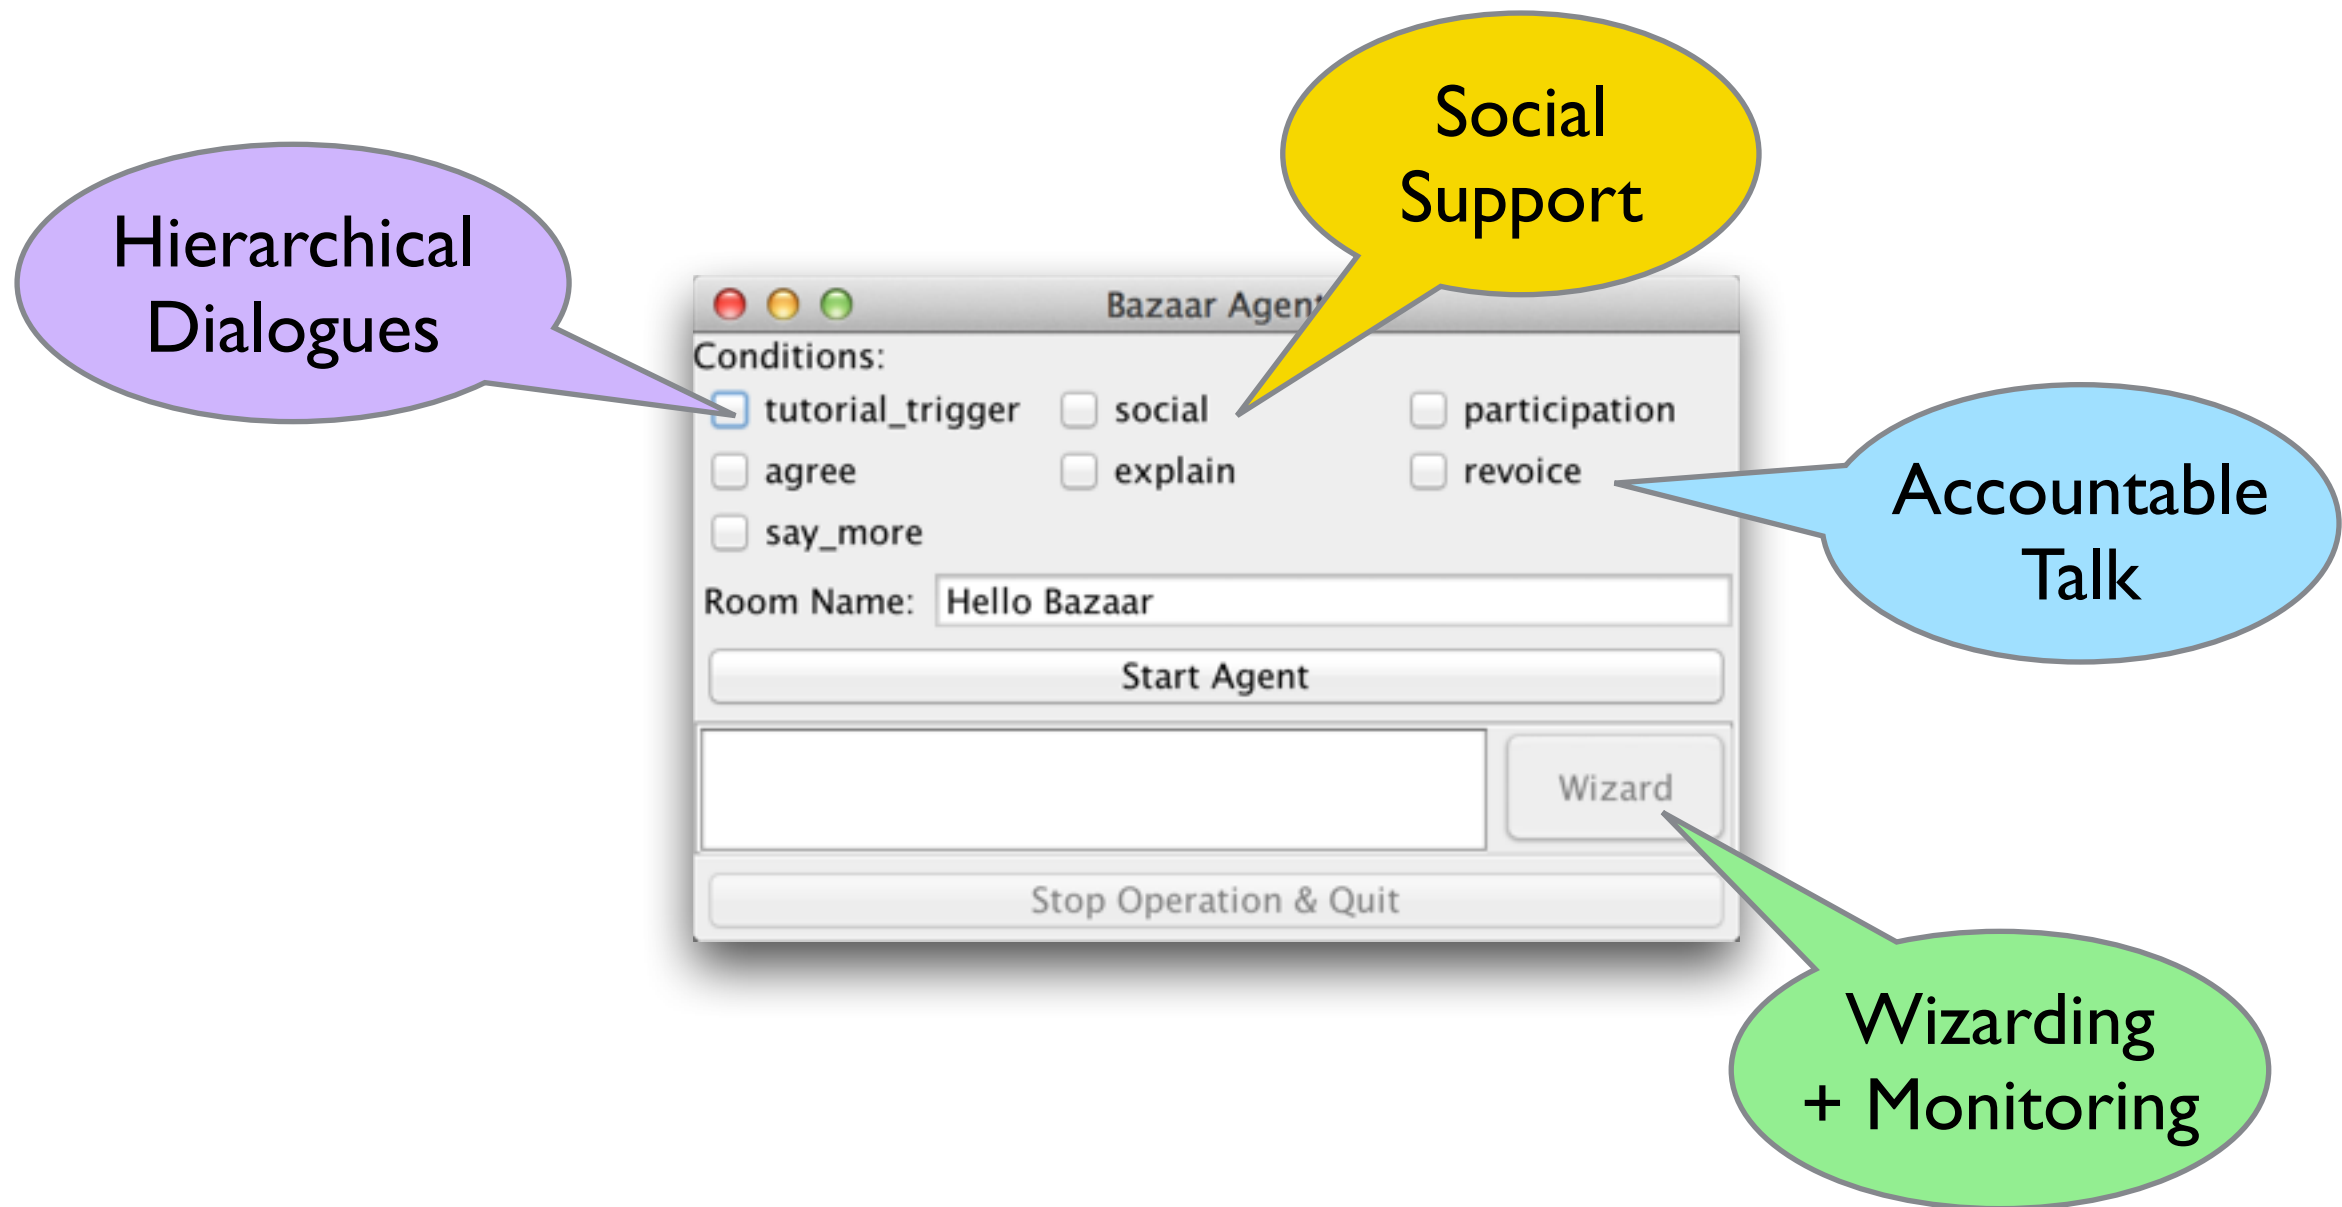 Social
Support
Hierarchical
Dialogues
Bazaar Agent
Conditions:
tutorial_trigger social participation
agree explain revoice
say_more
Accountable
Talk
Room Name: Hello Bazaar
Start Agent
Wizard
Stop Operation & Quit
Wizarding
+ Monitoring